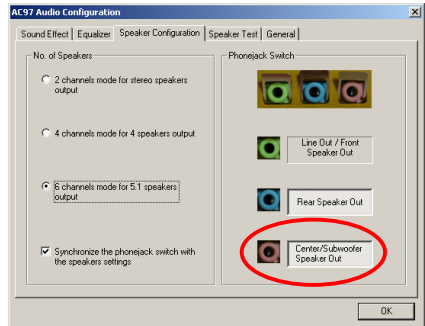 AC97 Audio Configuration
Sound Effect
Equalizer
Speaker Configuration
Speaker Test
General
No. of Speakers
2 channels mode for stereo speakers
output
4 channels mode for 4 speakers output
6 channels mode for 5.1 speakers
output
Synchronize the phonejack switch with
the speakers settings
Phonejack Switch
Line Out / Front
Speaker Out
Rear Speaker Out
Center/Subwoofer
Speaker Out
OK